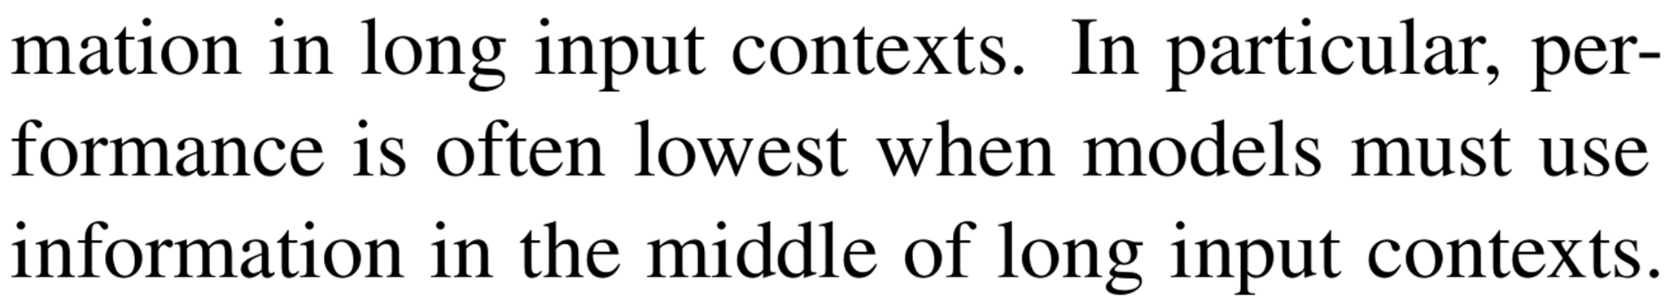 mation in long input contexts. In particular, per-
formance is often lowest when models must use
information in the middle of long input contexts.